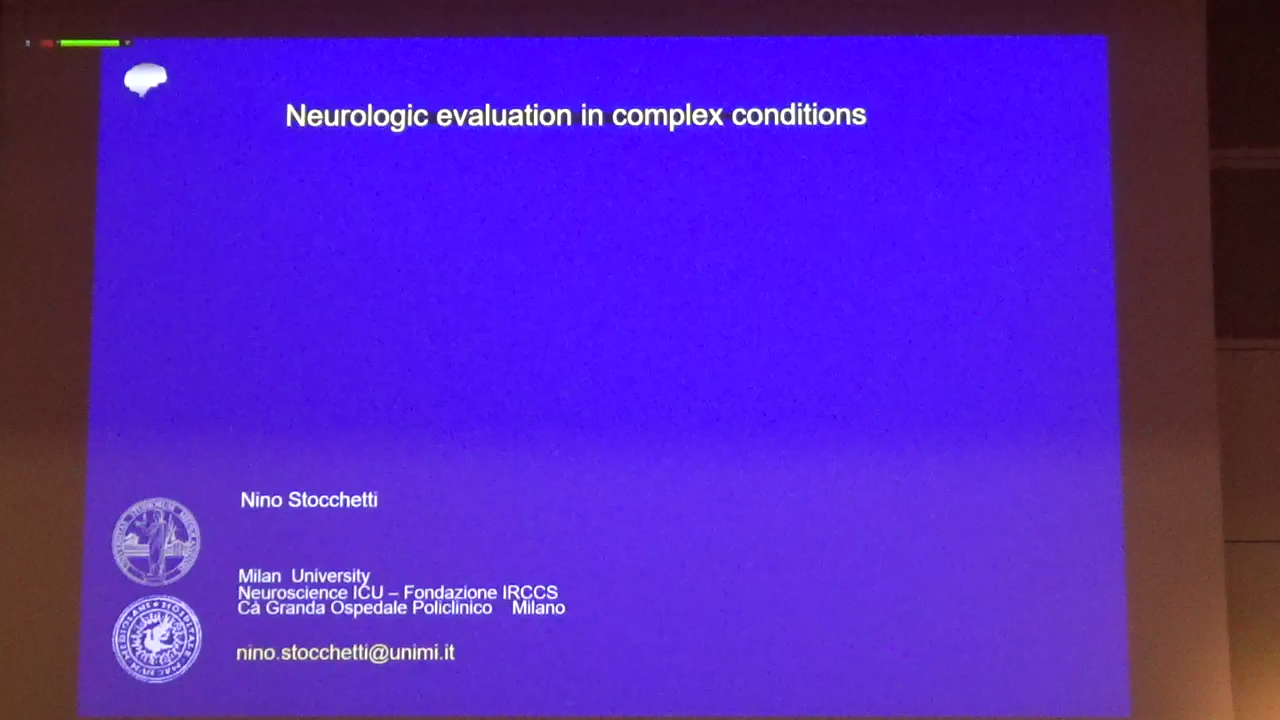 Neurologic evaluation in complex conditions
Nino Stocchetti
Milan University
Neuroscience ICU – Fondazione IRCCS
Cà Granda Ospedale Policlinico Milano
nino.stocchetti@unimi.it